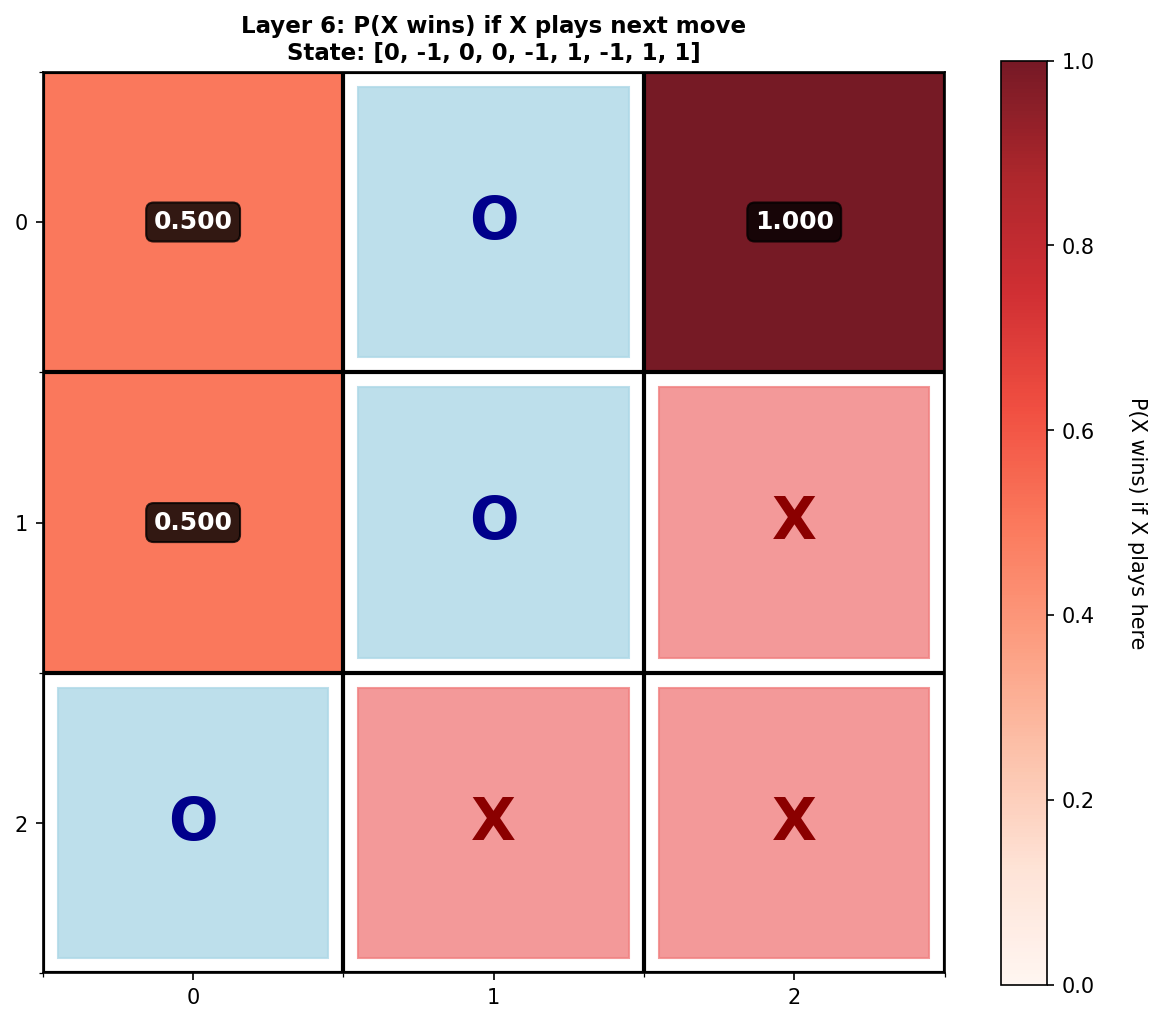 Layer 6: P(X wins) if X plays next move
State: [0, -1, 0, 0, -1, 1, -1, 1, 1]
0.500
O
1.000
0
0.500
O
X
1
O
X
X
2
0
1
2
1.0
0.8
0.6
0.4
0.2
0.0
P(X wins) if X plays here